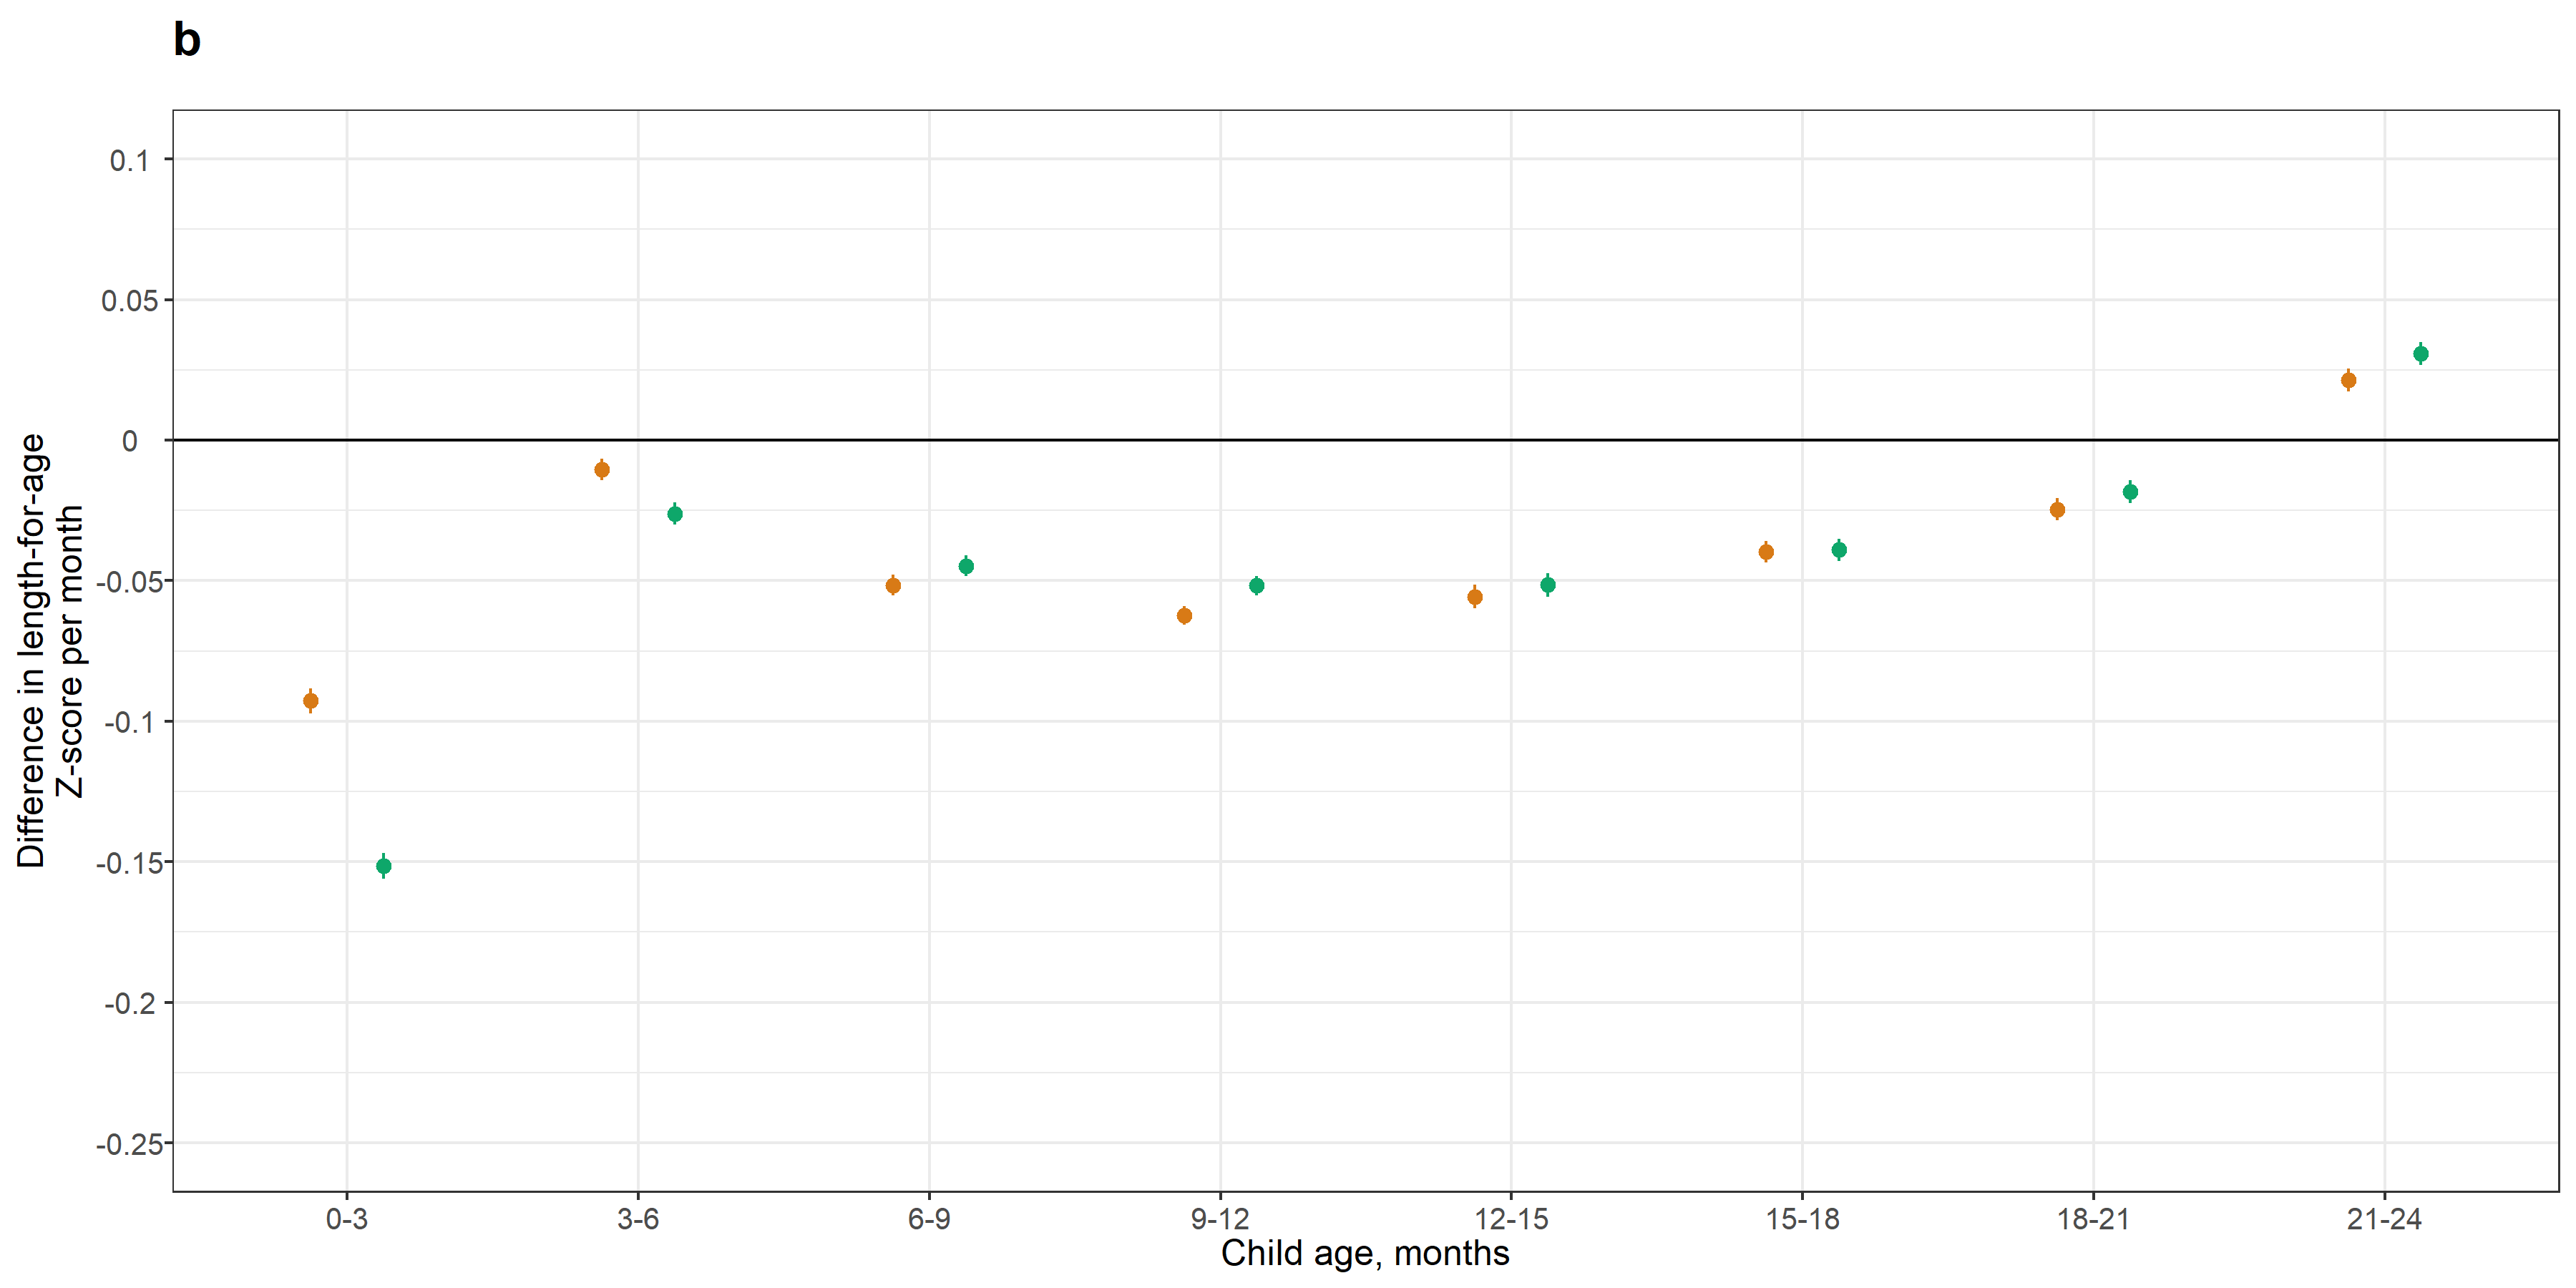 b
0.1
0.05
0
-0.05
-0.1
-0.15
-0.2
-0.25
Difference in length-for-age
Z-score per month
0-3 3-6 6-9 9-12 12-15 15-18 18-21 21-24
Child age, months